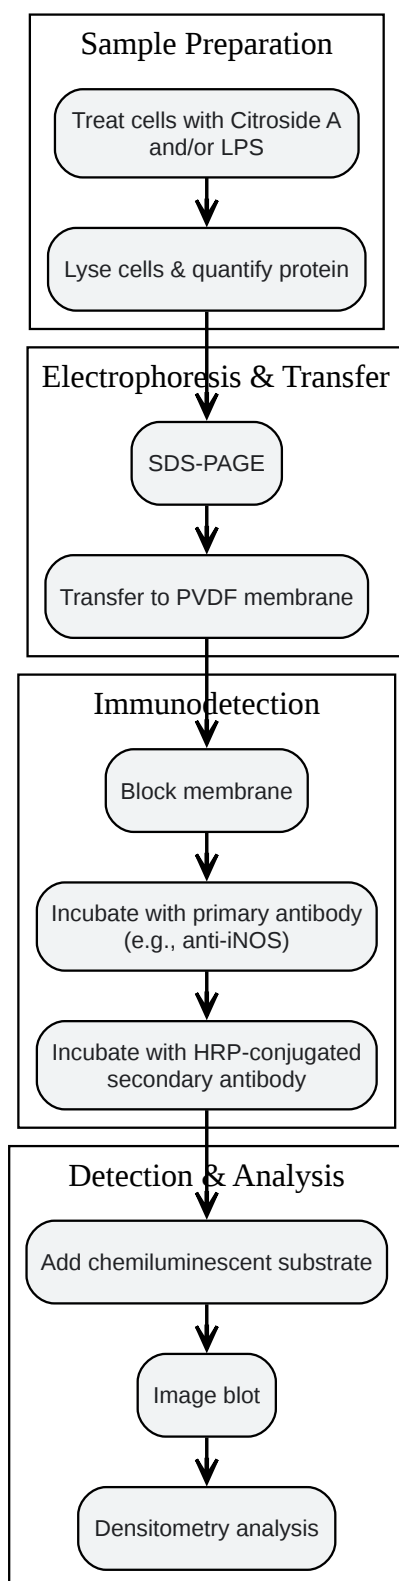 Sample Preparation
Treat cells with Citroside A
and/or LPS
Lyse cells & quantify protein
Electrophoresis & Transfer
SDS-PAGE
Transfer to PVDF membrane
Immunodetection
Block membrane
Incubate with primary antibody
(e.g., anti-iNOS)
Incubate with HRP-conjugated
secondary antibody
Detection & Analysis
Add chemiluminescent substrate
Image blot
Densitometry analysis